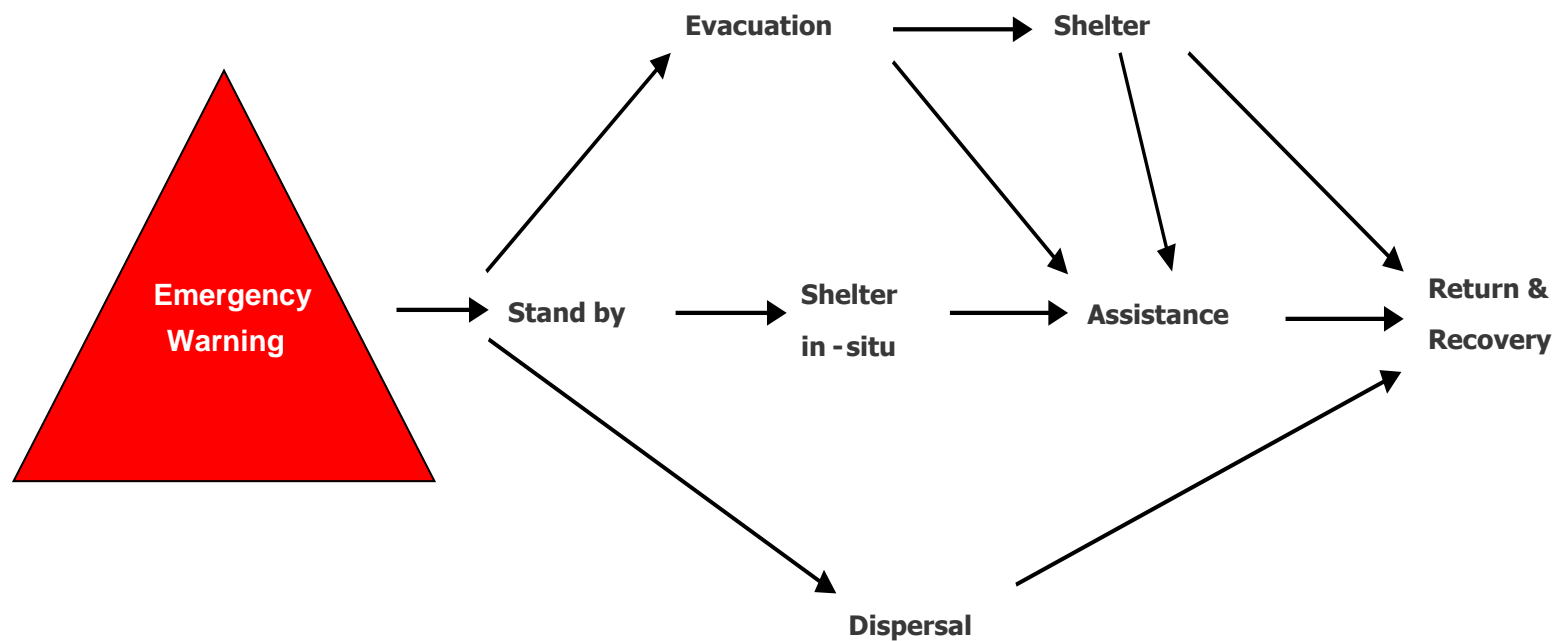 Evacuation
Shelter
Emergency
Warning
Stand by
Shelter
in - situ
Assistance
Return &
Recovery
Dispersal